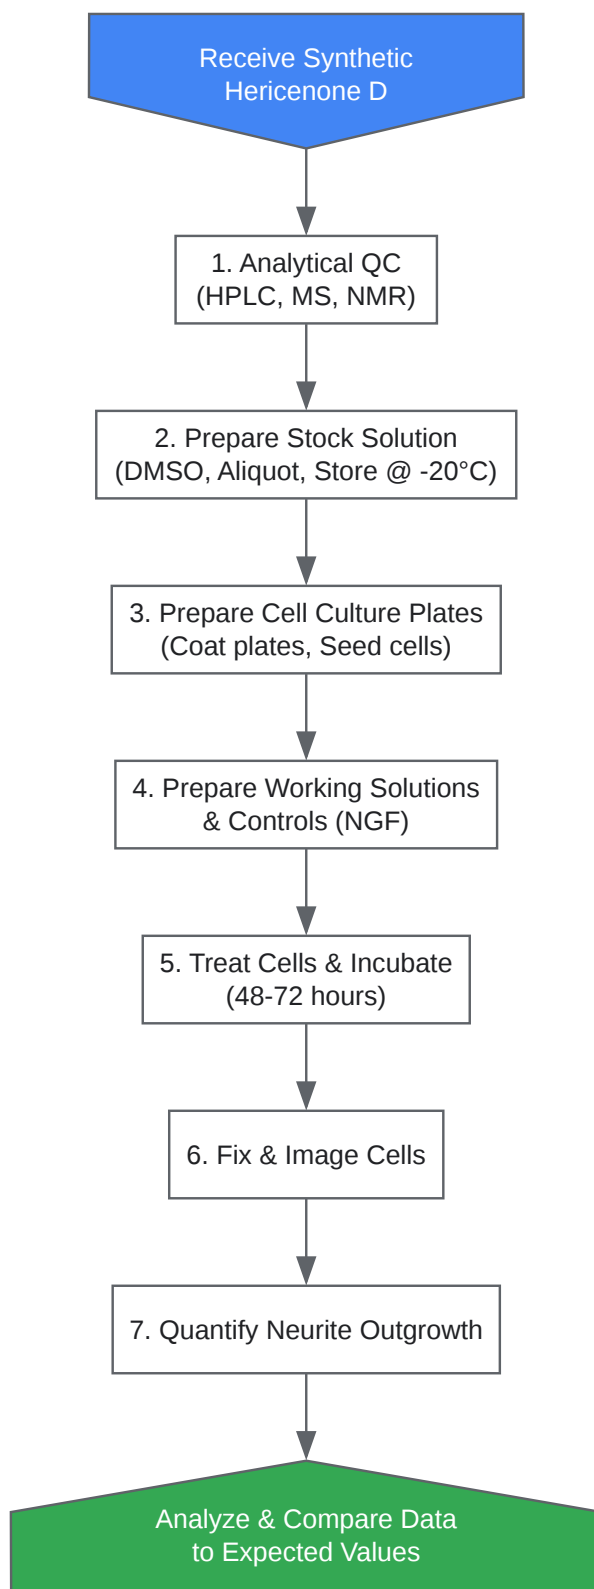 Receive Synthetic
Hericenone D
1. Analytical QC
(HPLC, MS, NMR)
2. Prepare Stock Solution
(DMSO, Aliquot, Store @ -20°C)
3. Prepare Cell Culture Plates
(Coat plates, Seed cells)
4. Prepare Working Solutions
& Controls (NGF)
5. Treat Cells & Incubate
(48-72 hours)
6. Fix & Image Cells
7. Quantify Neurite Outgrowth
Analyze & Compare Data
to Expected Values